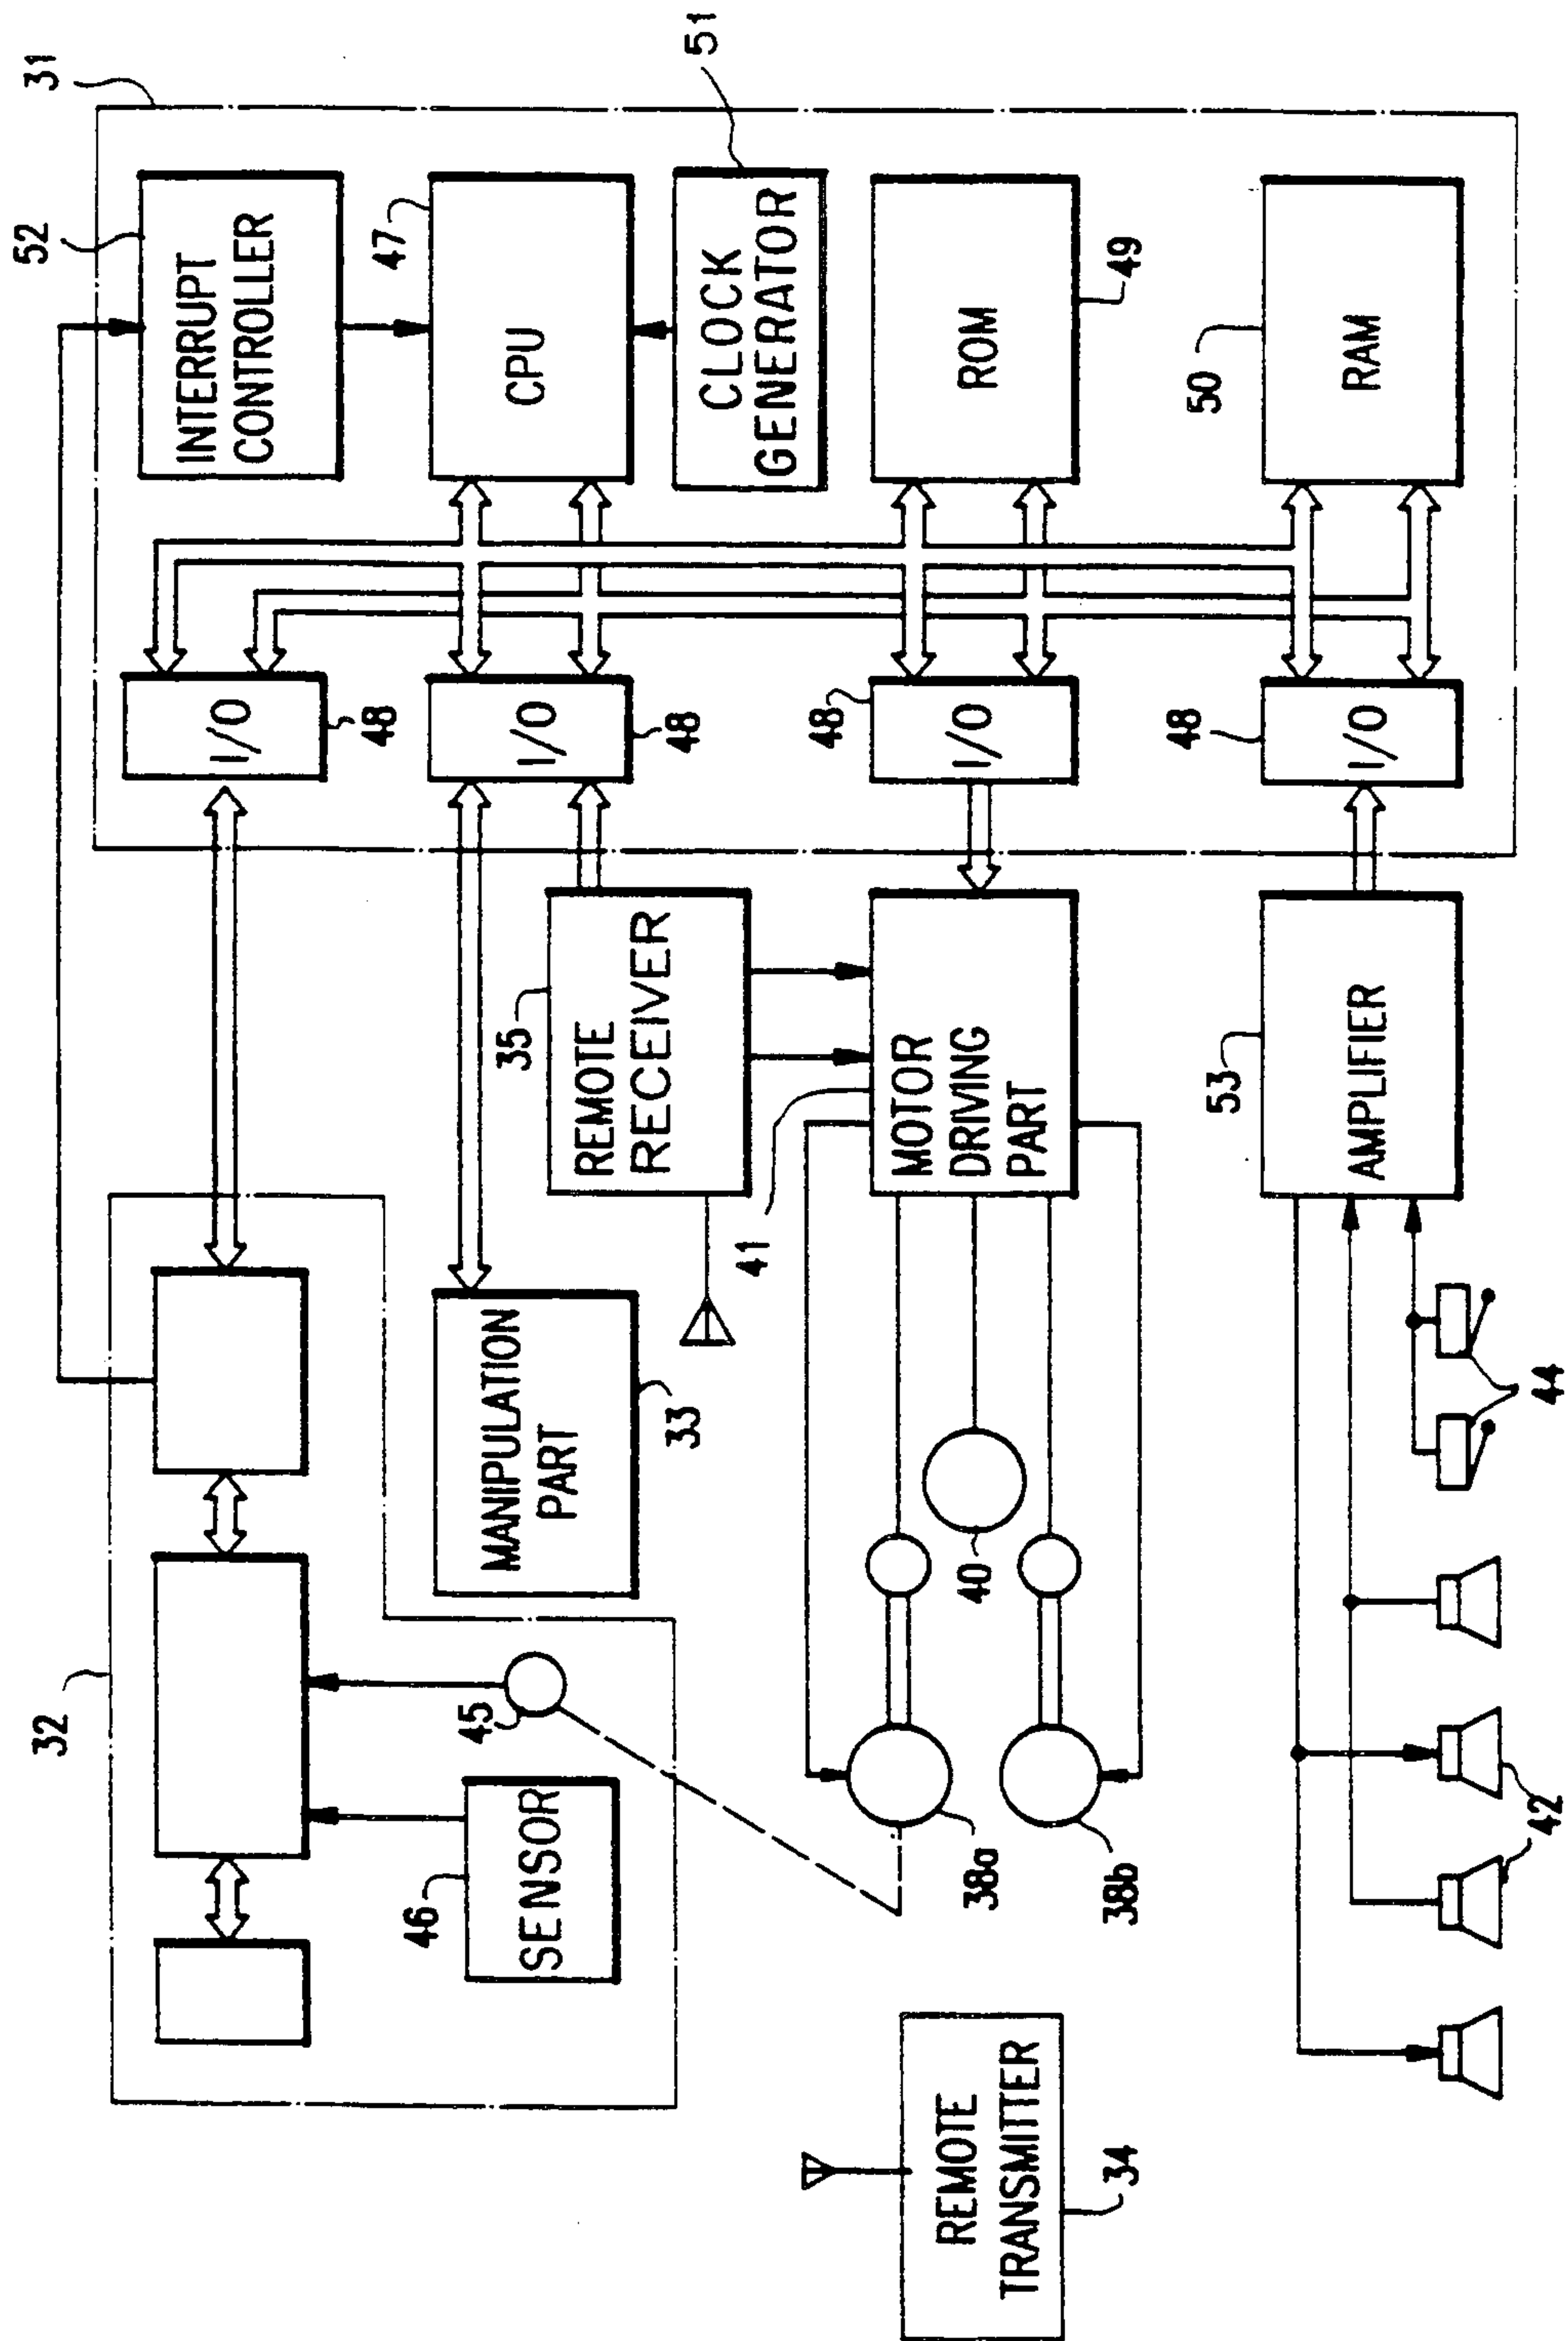 31
52
INTERRUPT
CONTROLLER
47
CPU
51
CLOCK
GENERATOR
ROM
49
50
RAM
I/O
48
I/O
48
48
I/O
48
I/O
35
REMOTE
RECEIVER
41
MOTOR
DRIVING
PART
53
AMPLIFIER
MANIPULATION
PART
33
32
45
46
SENSOR
40
38a
38b
44
42
REMOTE
TRANSMITTER
34